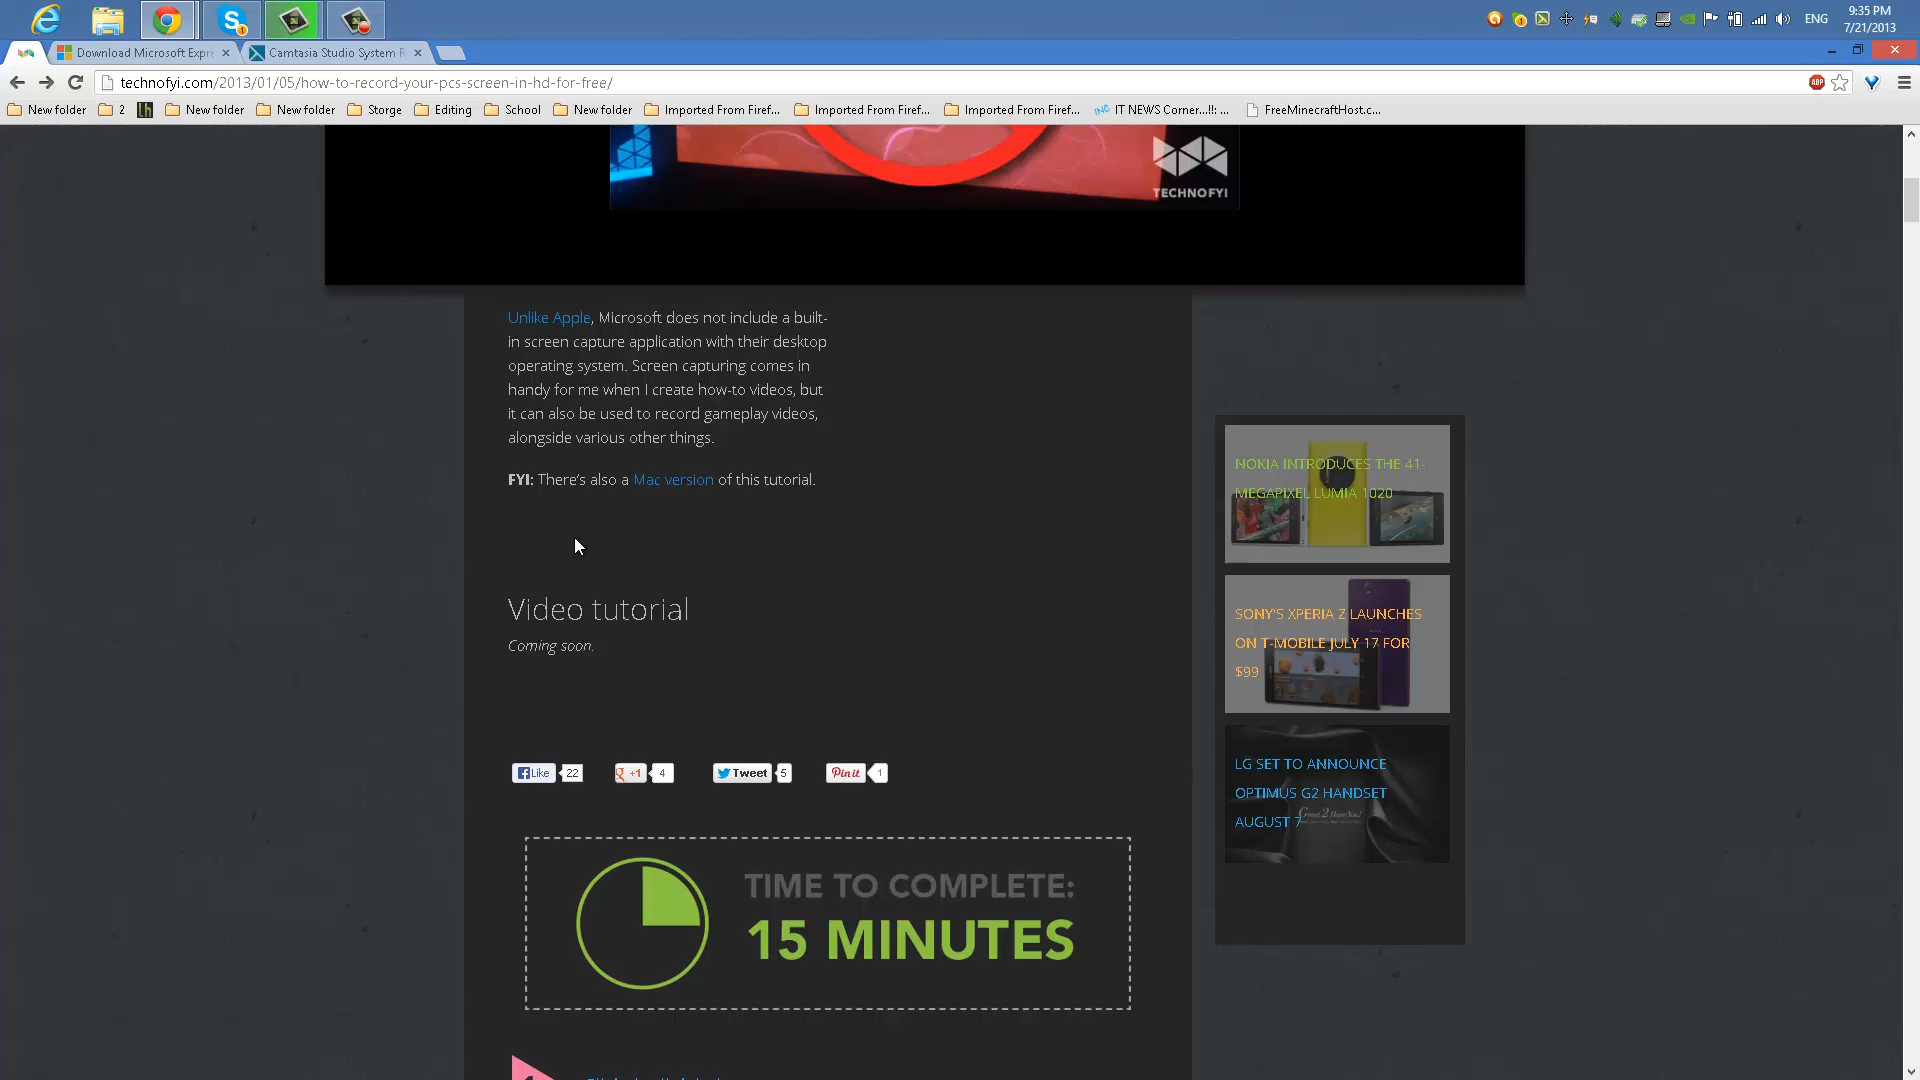 ENG
9:35 PM
7/21/2013
Download Microsoft Expre
Camtasia Studio System R
technofyi.com/2013/01/05/how-to-record-your-pcs-screen-in-hd-for-free/
ABP
New folder
2
lh
New folder
New folder
Storge
Editing
School
New folder
Imported From Firef...
Imported From Firef...
Imported From Firef...
IT NEWS Corner...!!: ...
FreeMinecraftHost.c...
TECHNOFYI
Unlike Apple, Microsoft does not include a built-
in screen capture application with their desktop
operating system. Screen capturing comes in
handy for me when I create how-to videos, but
it can also be used to record gameplay videos,
alongside various other things.
FYI: There's also a Mac version of this tutorial.
Video tutorial
Coming soon.
Like 22
+1 4
Tweet 5
Pin it 1
TIME TO COMPLETE:
15 MINUTES
NOKIA INTRODUCES THE 41-
MEGAPIXEL LUMIA 1020
SONY'S XPERIA Z LAUNCHES
ON T-MOBILE JULY 17 FOR
$99
LG SET TO ANNOUNCE
OPTIMUS G2 HANDSET
AUGUST 7